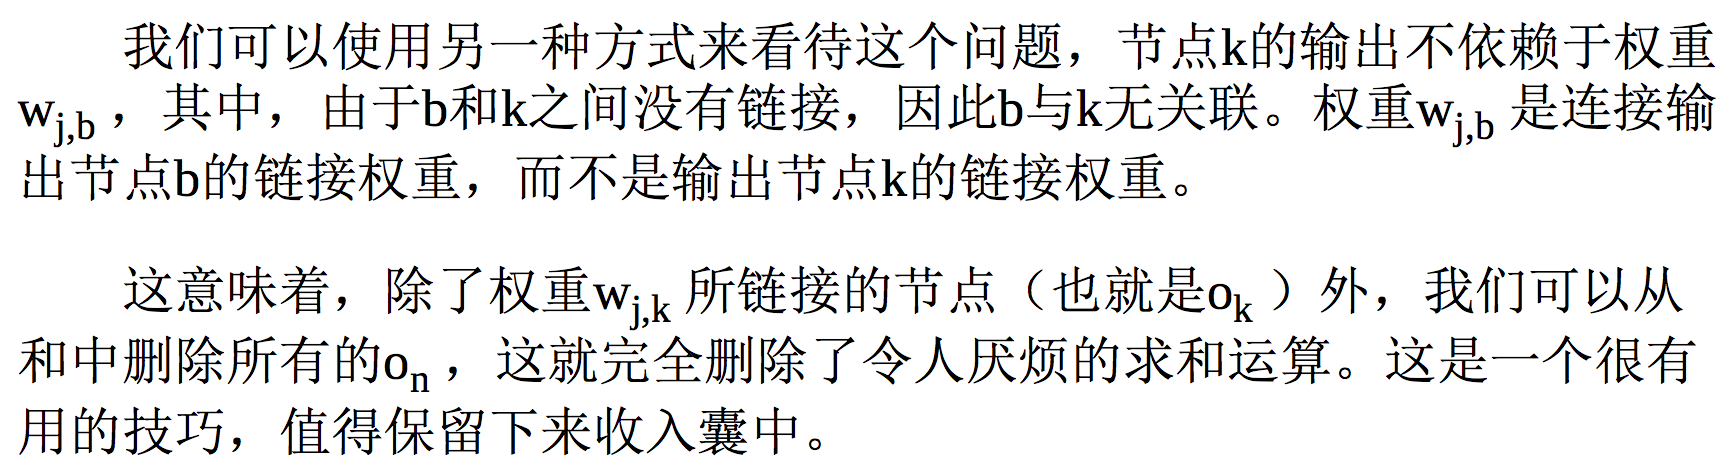 我们可以使用另一种方式来看待这个问题，节点k的输出不依赖于权重
wj,b ，其中，由于b和k之间没有链接，因此b与k无关联。权重wj,b 是连接输
出节点b的链接权重，而不是输出节点k的链接权重。
这意味着，除了权重wj,k 所链接的节点（也就是ok ）外，我们可以从
和中删除所有的on ，这就完全删除了令人厌烦的求和运算。这是一个很有
用的技巧，值得保留下来收入囊中。